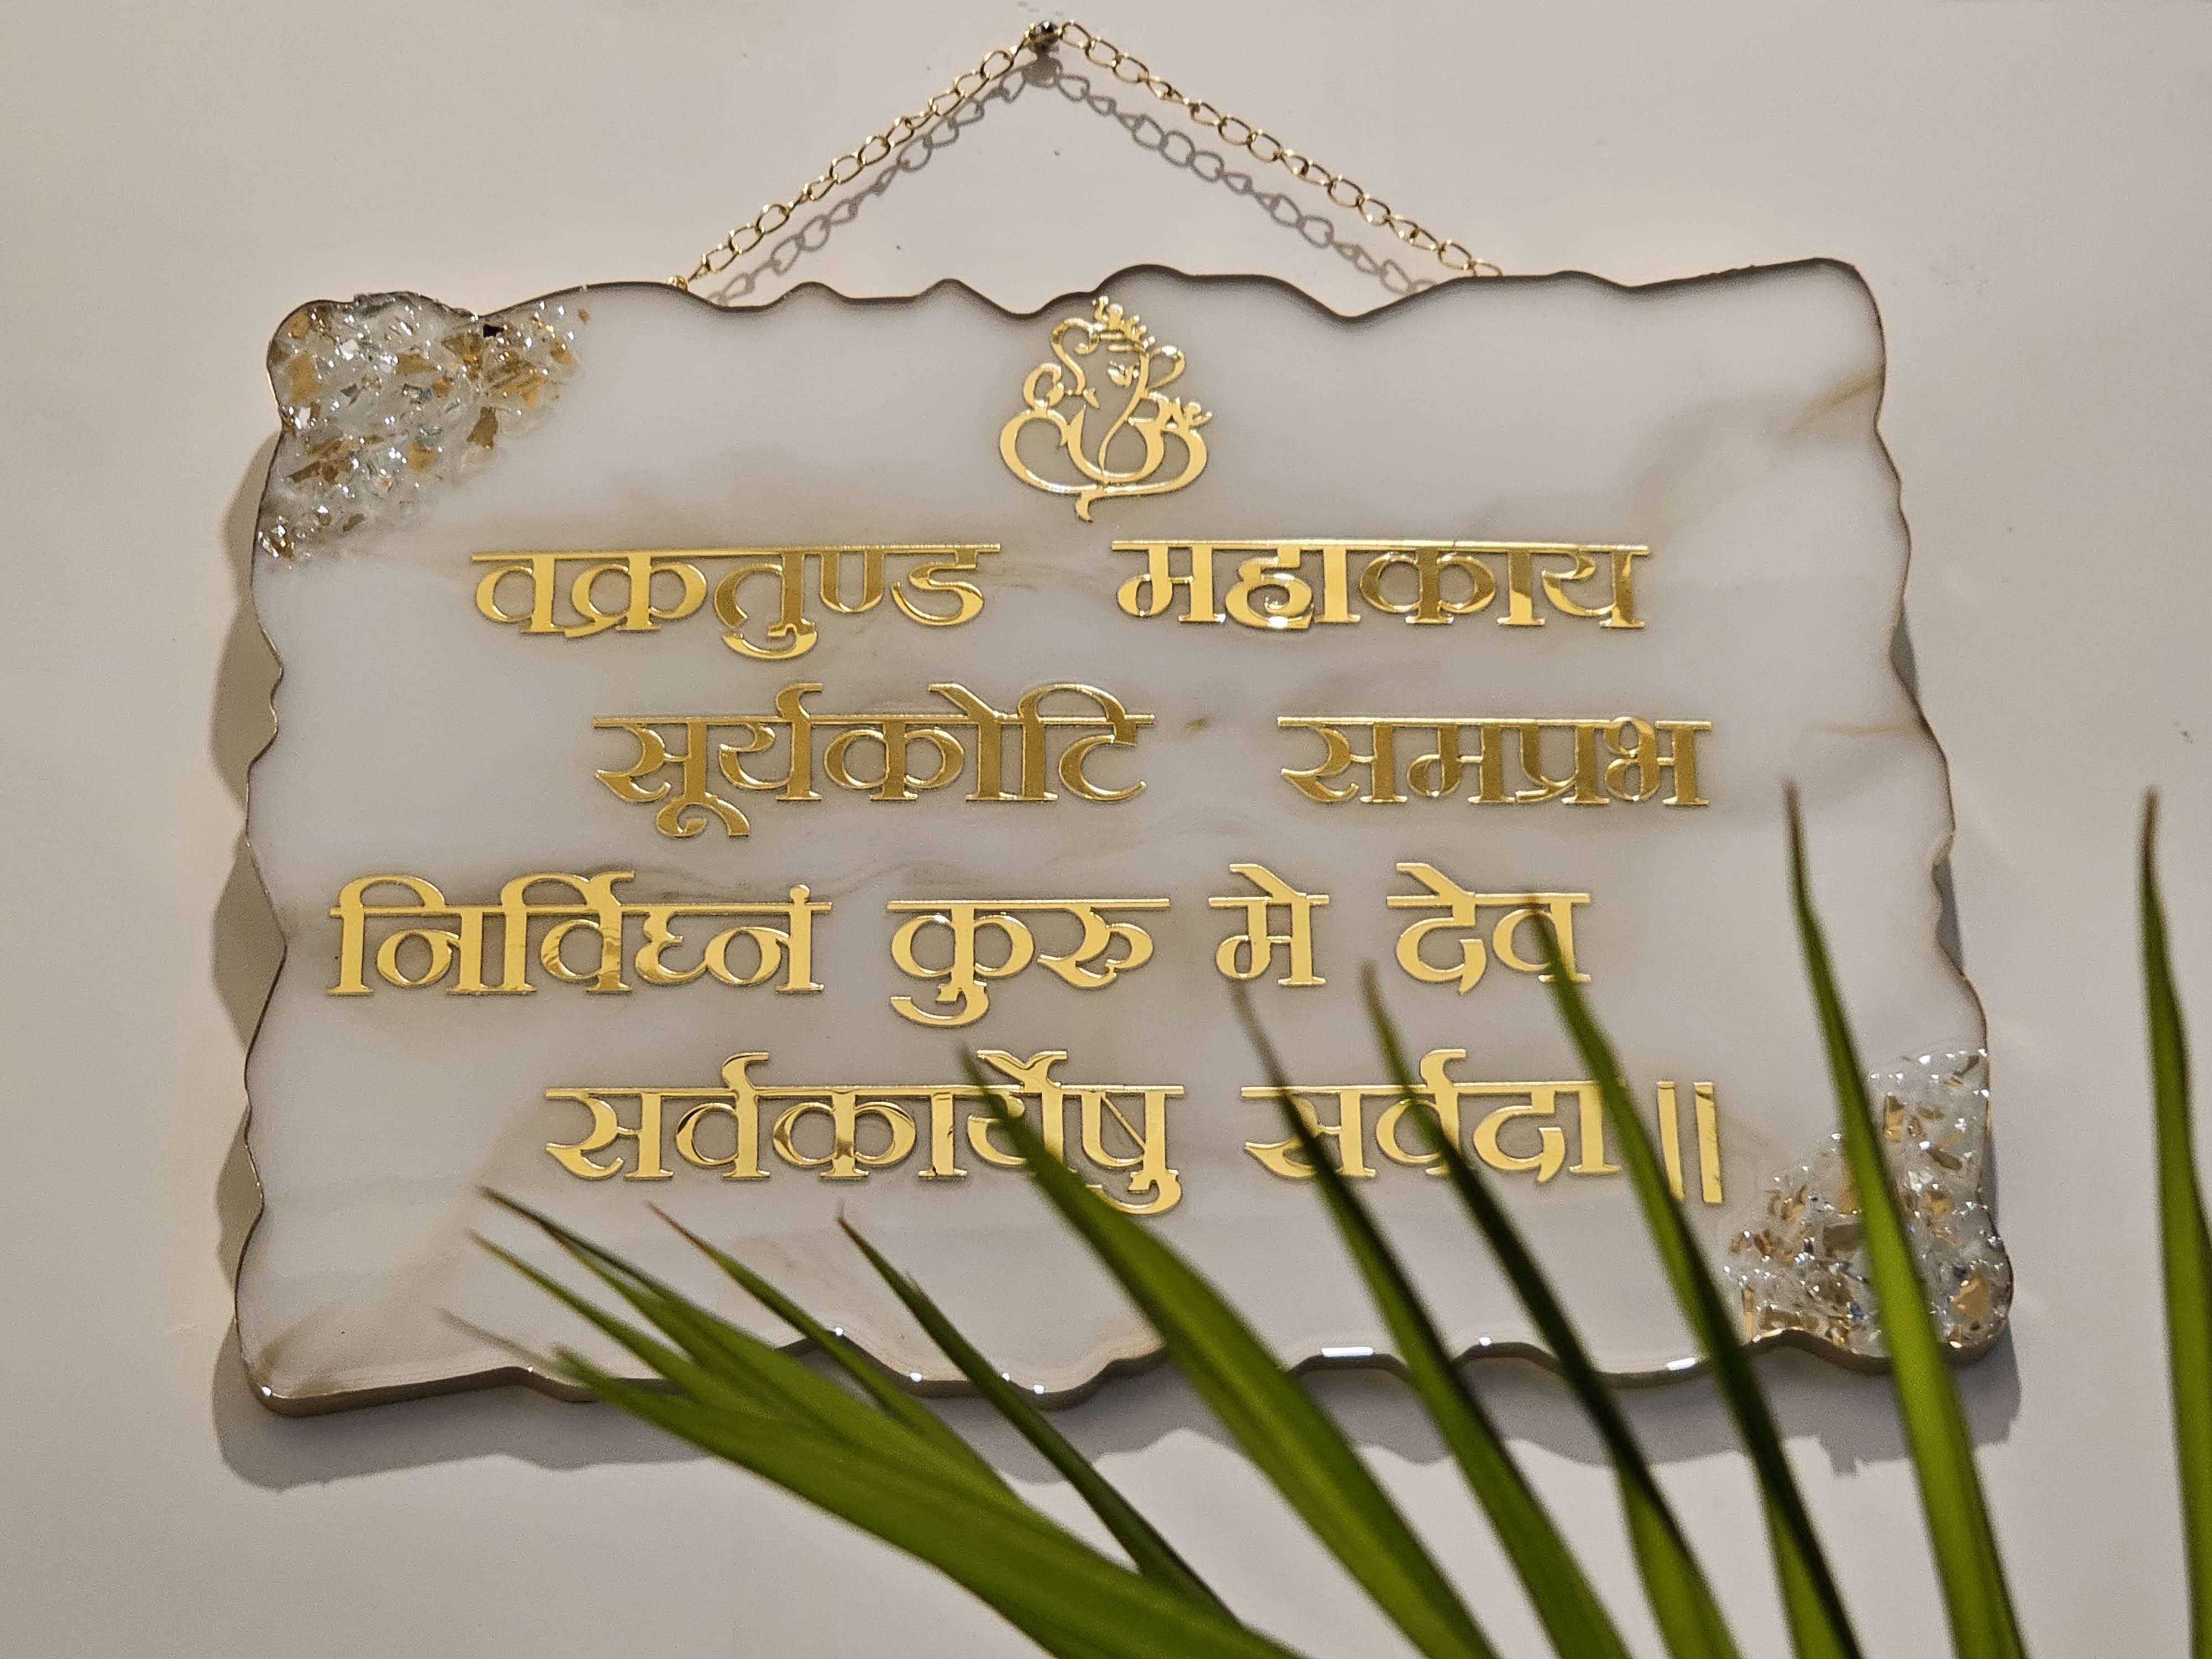 वक्रतुण्ड महाकाय
सूर्यकोटि समप्रभ
निर्विघ्नं कुरु मे देव
सर्वकार्येषु सर्वदा ||